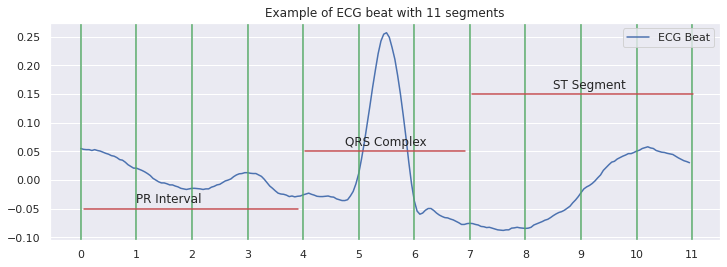 Example of ECG beat with 11 segments
ECG Beat
0.25
0.20
0.15
0.10
0.05
0.00
−0.05
−0.10
ST Segment
QRS Complex
PR Interval
0 1 2 3 4 5 6 7 8 9 10 11